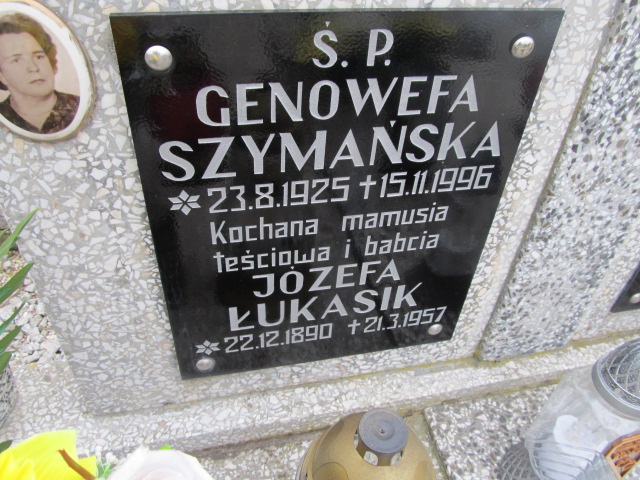 Ś. P.
GENOWEFA
SZYMAŃSKA
23.8.1925 + 15.11.1996
Kochana mamusia
teściowa i babcia
JÓZEFA
ŁUKASIK
22.12.1890 + 21.3.1957